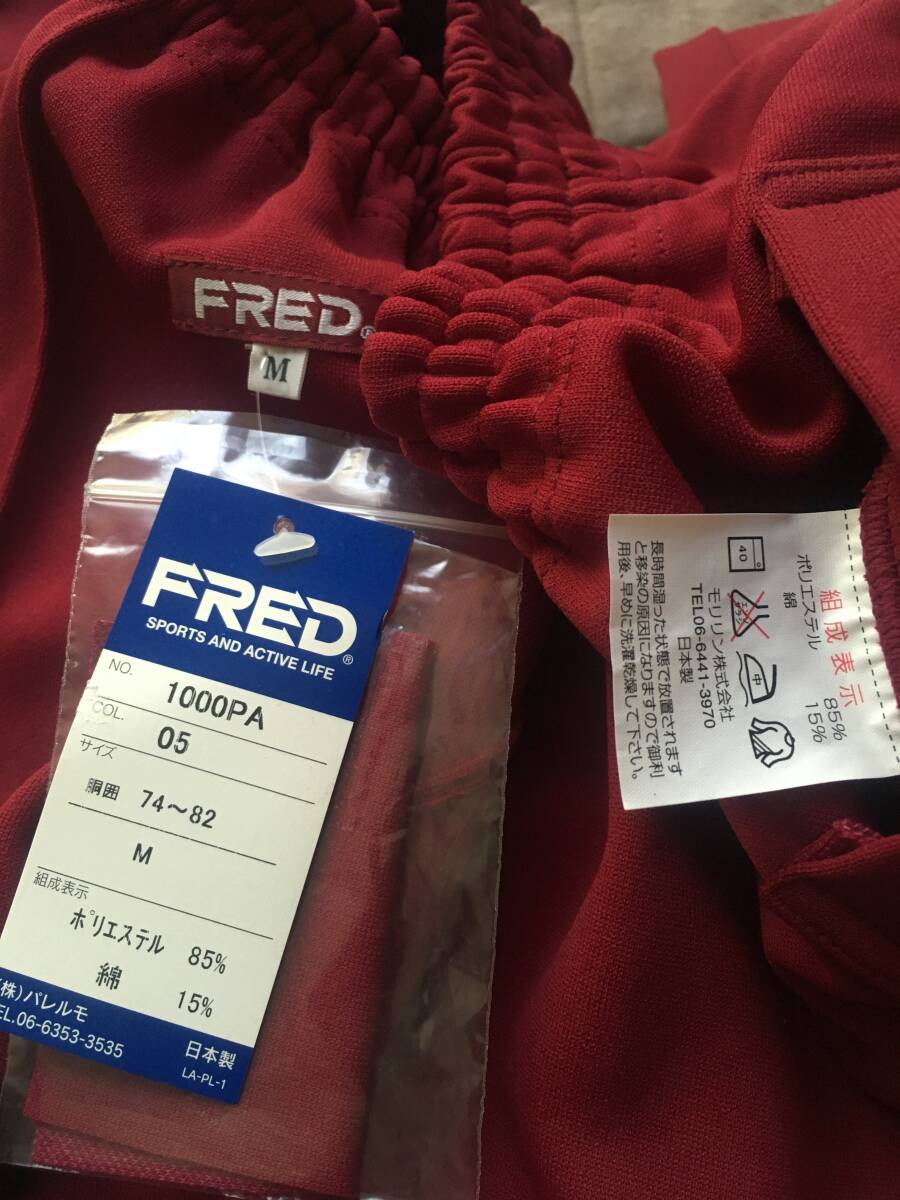 FRED®
M
FRED®
SPORTS AND ACTIVE LIFE
NO. 1000PA
COL. 05
サイズ
胴囲 74～82
M
組成表示
ポリエステル 85%
綿 15%
(株)パレルモ
TEL.06-6353-3535
日本製
LA-PL-1
組成表示
ポリエステル 85%
綿 15%
40
エンソサラシ
中
モリリン株式会社
TEL06-6441-3970
日本製
長時間湿った状態で放置されます
と移染の原因になりますので御利
用後、早めに洗濯乾燥して下さい。